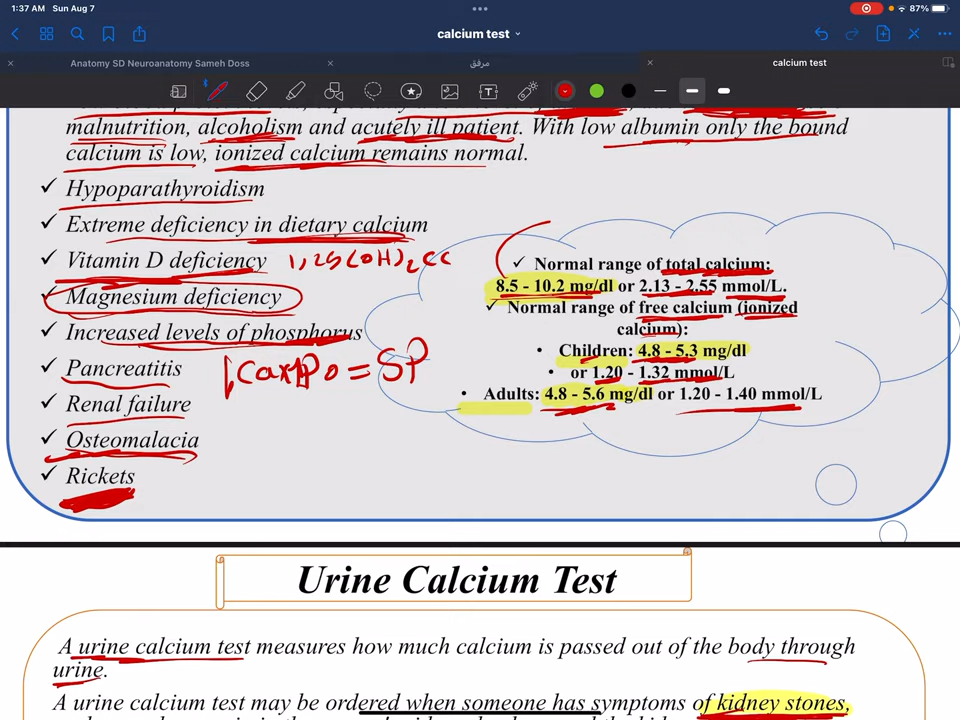 1:37 AM Sun Aug 7
87%
calcium test
Anatomy SD Neuroanatomy Sameh Doss
مرفق
calcium test
malnutrition, alcoholism and acutely ill patient. With low albumin only the bound
calcium is low, ionized calcium remains normal.
✓ Hypoparathyroidism
✓ Extreme deficiency in dietary calcium
✓ Vitamin D deficiency 1,25(OH)2CC
✓ Magnesium deficiency
✓ Increased levels of phosphorus
✓ Pancreatitis
✓ Renal failure
✓ Osteomalacia
✓ Rickets
✓ Normal range of total calcium:
8.5 - 10.2 mg/dl or 2.13 - 2.55 mmol/L.
✓ Normal range of free calcium (ionized
calcium):
• Children: 4.8 - 5.3 mg/dl
• or 1.20 - 1.32 mmol/L
• Adults: 4.8 - 5.6 mg/dl or 1.20 - 1.40 mmol/L
Urine Calcium Test
A urine calcium test measures how much calcium is passed out of the body through
urine.
A urine calcium test may be ordered when someone has symptoms of kidney stones,